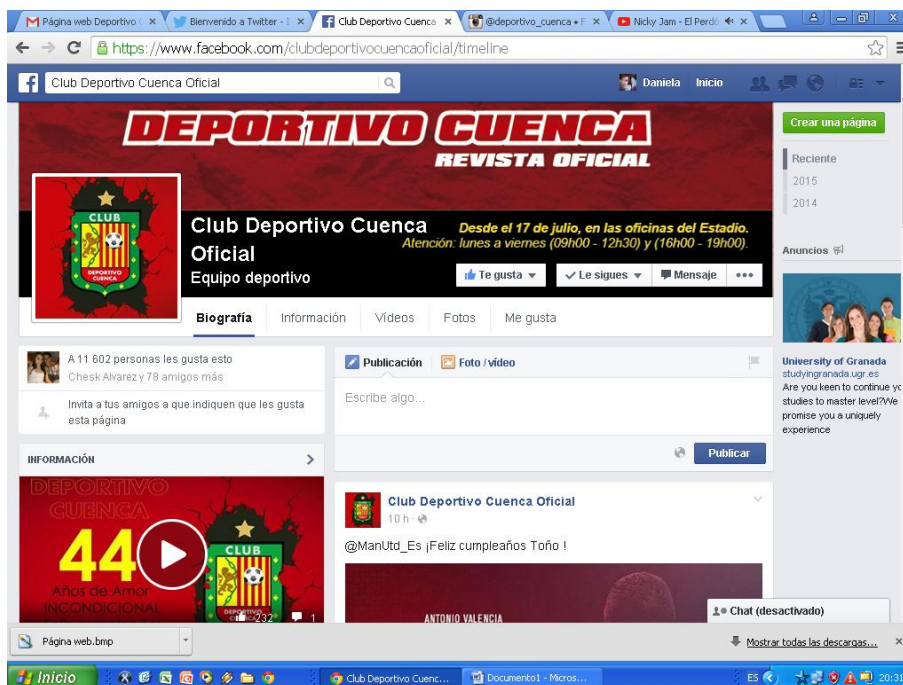 Página web Deportivo (
Bienvenido a Twitter - I
Club Deportivo Cuenca
@deportivo_cuenca • F
Nicky Jam - El Perdó
https://www.facebook.com/clubdeportivocuencaoficial/timeline
Club Deportivo Cuenca Oficial
Daniela Inicio
DEPORTIVO CUENCA
REVISTA OFICIAL
Crear una página
Reciente
2015
2014
CLUB
DEPORTIVO
CUENCA
Club Deportivo Cuenca
Oficial
Equipo deportivo
Desde el 17 de julio, en las oficinas del Estadio.
Atención: lunes a viernes (09h00 - 12h30) y (16h00 - 19h00).
Te gusta
Le sigues
Mensaje
Anuncios
Biografía Información Vídeos Fotos Me gusta
A 11 602 personas les gusta esto
Chesk Alvarez y 78 amigos más
Invita a tus amigos a que indiquen que les gusta
esta página
Publicación Foto / vídeo
Escribe algo...
Publicar
University of Granada
studyingranada.ugr.es
Are you keen to continue yc
studies to master level?We
promise you a uniquely
experience
INFORMACIÓN
DEPORTIVO
CUENCA
44
Años de Amor
INCONDICIONAL
CLUB
DEPORTIVO
CUENCA
232 1
Club Deportivo Cuenca Oficial
10 h
@ManUtd_Es ¡Feliz cumpleaños Toño !
ANTONIO VALENCIA
Chat (desactivado)
Página web.bmp
Mostrar todas las descargas...
Inicio
Club Deportivo Cuenc...
Documento1 - Micros...
ES
20:31